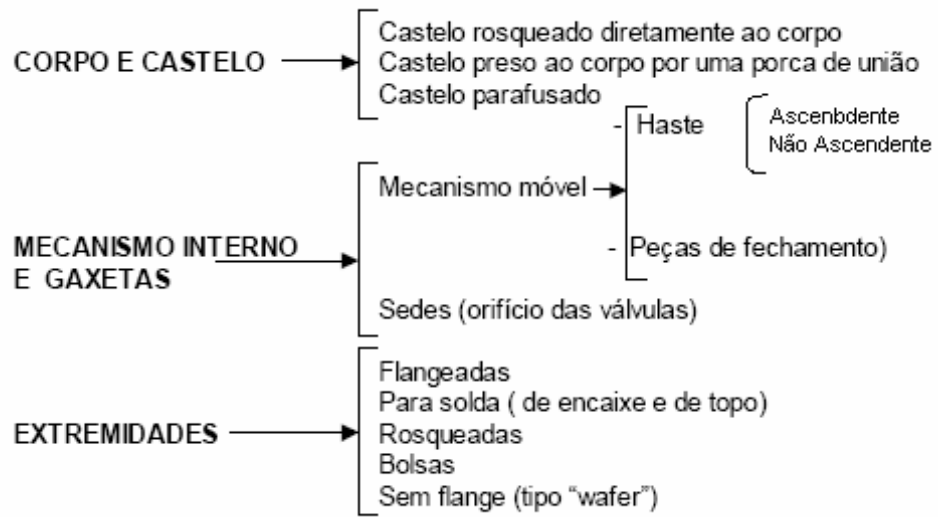 CORPO E CASTELO
Castelo rosqueado diretamente ao corpo
Castelo preso ao corpo por uma porca de união
Castelo parafusado
- Haste
Ascenbdente
Não Ascendente
Mecanismo móvel
MECANISMO INTERNO
E GAXETAS
- Peças de fechamento)
Sedes (orifício das válvulas)
EXTREMIDADES
Flangeadas
Para solda ( de encaixe e de topo)
Rosqueadas
Bolsas
Sem flange (tipo “wafer”)